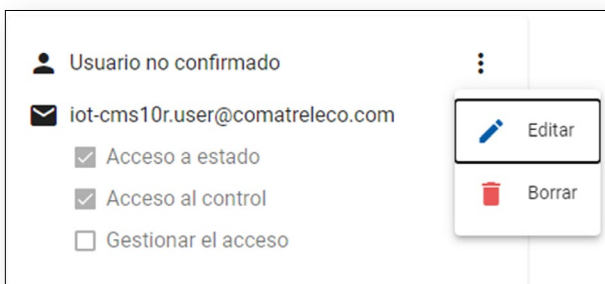 Usuario no confirmado
iot-cms10r.user@comatreleco.com
Acceso a estado
Acceso al control
Gestionar el acceso
Editar
Borrar